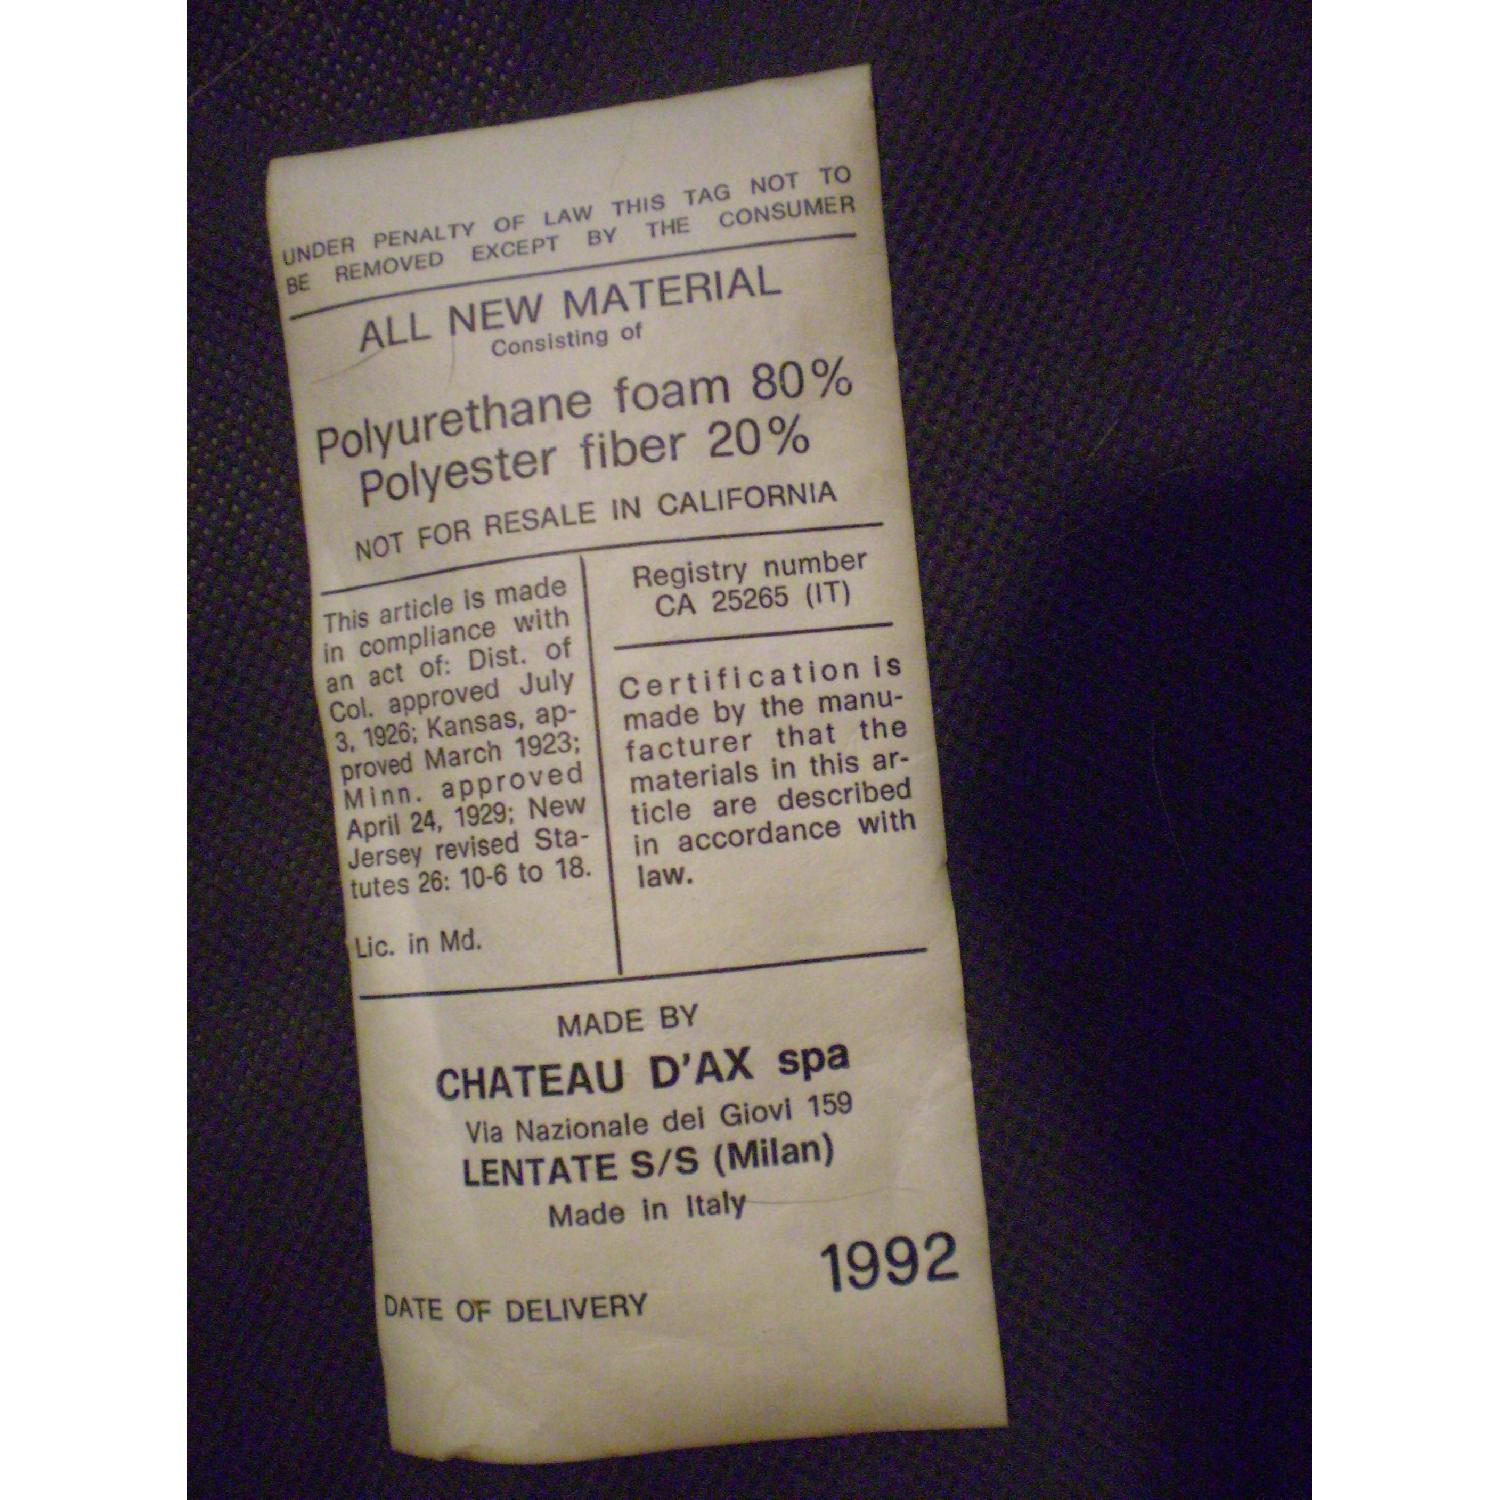 UNDER PENALTY OF LAW THIS TAG NOT TO
BE REMOVED EXCEPT BY THE CONSUMER
ALL NEW MATERIAL
Consisting of
Polyurethane foam 80%
Polyester fiber 20%
NOT FOR RESALE IN CALIFORNIA
This article is made
in compliance with
an act of: Dist. of
Col. approved July
3, 1926; Kansas, ap-
proved March 1923;
Minn. approved
April 24, 1929; New
Jersey revised Sta-
tutes 26: 10-6 to 18.
Lic. in Md.
Registry number
CA 25265 (IT)
Certification is
made by the manu-
facturer that the
materials in this ar-
ticle are described
in accordance with
law.
MADE BY
CHATEAU D'AX spa
Via Nazionale dei Giovi 159
LENTATE S/S (Milan)
Made in Italy
1992
DATE OF DELIVERY